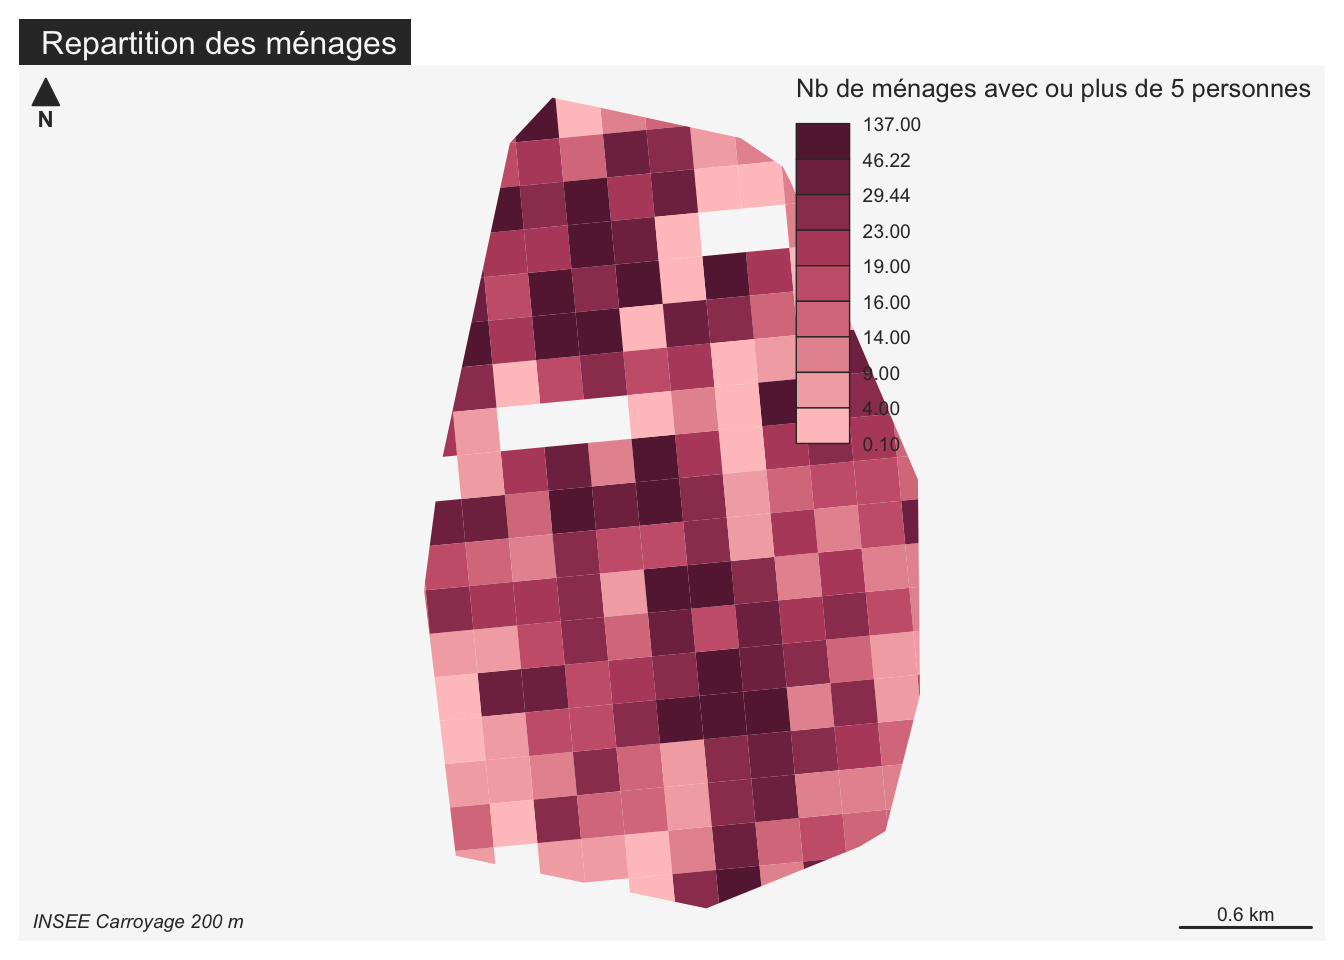 Repartition des ménages
N
Nb de ménages avec ou plus de 5 personnes
137.00
46.22
29.44
23.00
19.00
16.00
14.00
9.00
4.00
0.10
INSEE Carroyage 200 m
0.6 km